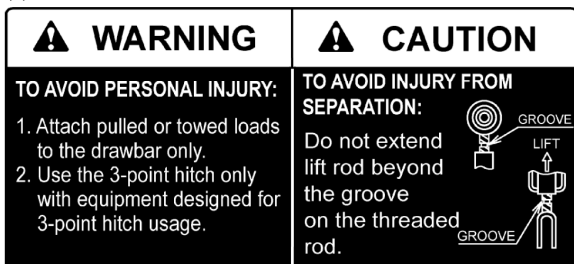 WARNING
TO AVOID PERSONAL INJURY:
1. Attach pulled or towed loads
to the drawbar only.
2. Use the 3-point hitch only
with equipment designed for
3-point hitch usage.
CAUTION
TO AVOID INJURY FROM
SEPARATION:
Do not extend
lift rod beyond
the groove
on the threaded
rod.
GROOVE
LIFT
GROOVE